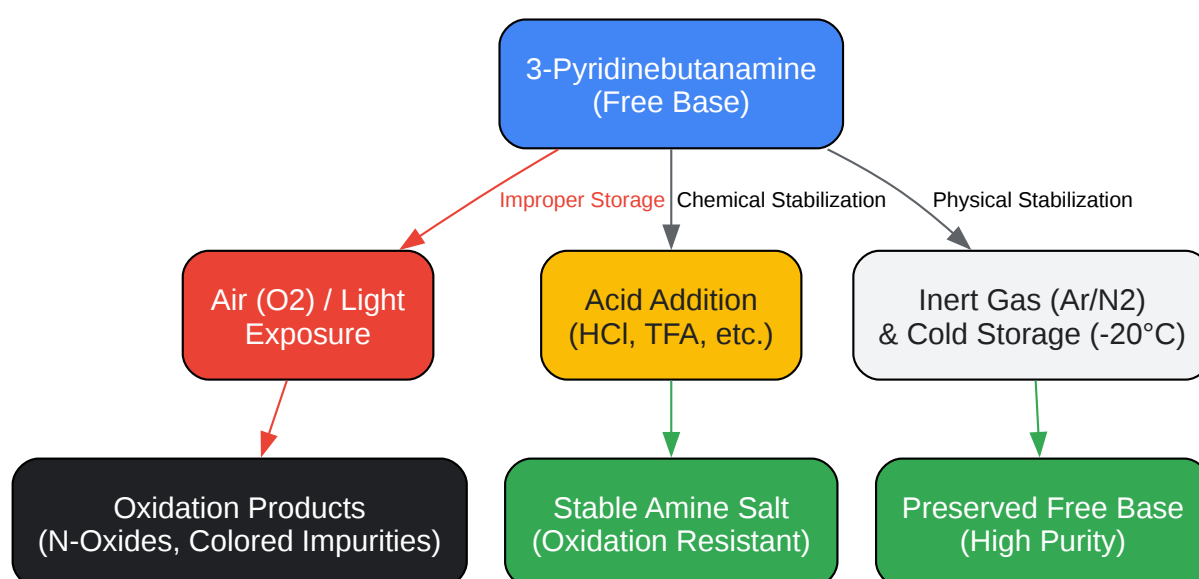 3-Pyridinebutanamine
(Free Base)
Improper Storage
Chemical Stabilization
Physical Stabilization
Air (O2) / Light
Exposure
Acid Addition
(HCl, TFA, etc.)
Inert Gas (Ar/N2)
& Cold Storage (-20°C)
Oxidation Products
(N-Oxides, Colored Impurities)
Stable Amine Salt
(Oxidation Resistant)
Preserved Free Base
(High Purity)